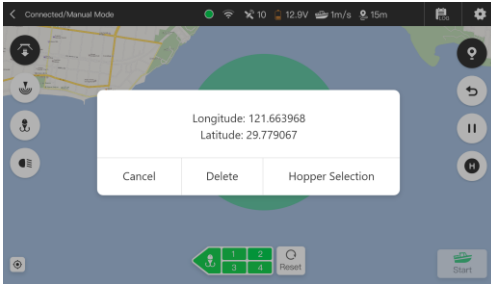 Connected/Manual Mode
10
12.9V
1m/s
15m
LOG
Longitude: 121.663968
Latitude: 29.779067
Cancel
Delete
Hopper Selection
H
1 2
3 4
Reset
Start